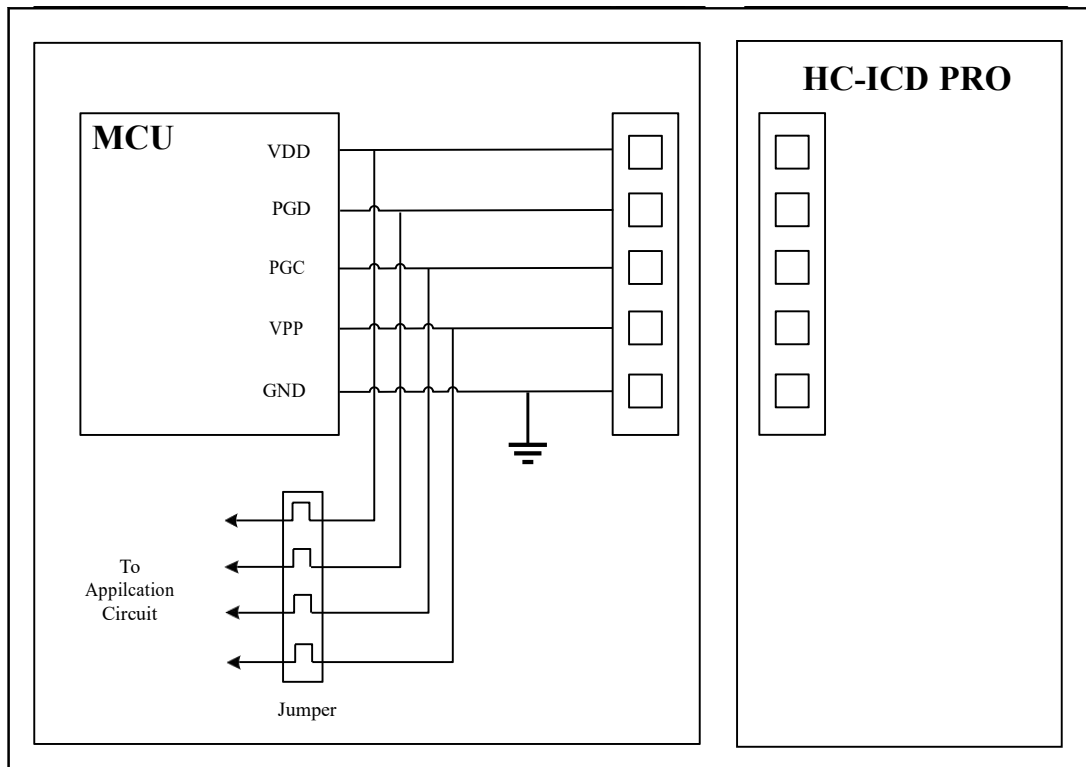 HC-ICD PRO
MCU
VDD
PGD
PGC
VPP
GND
To
Appilcation
Circuit
Jumper